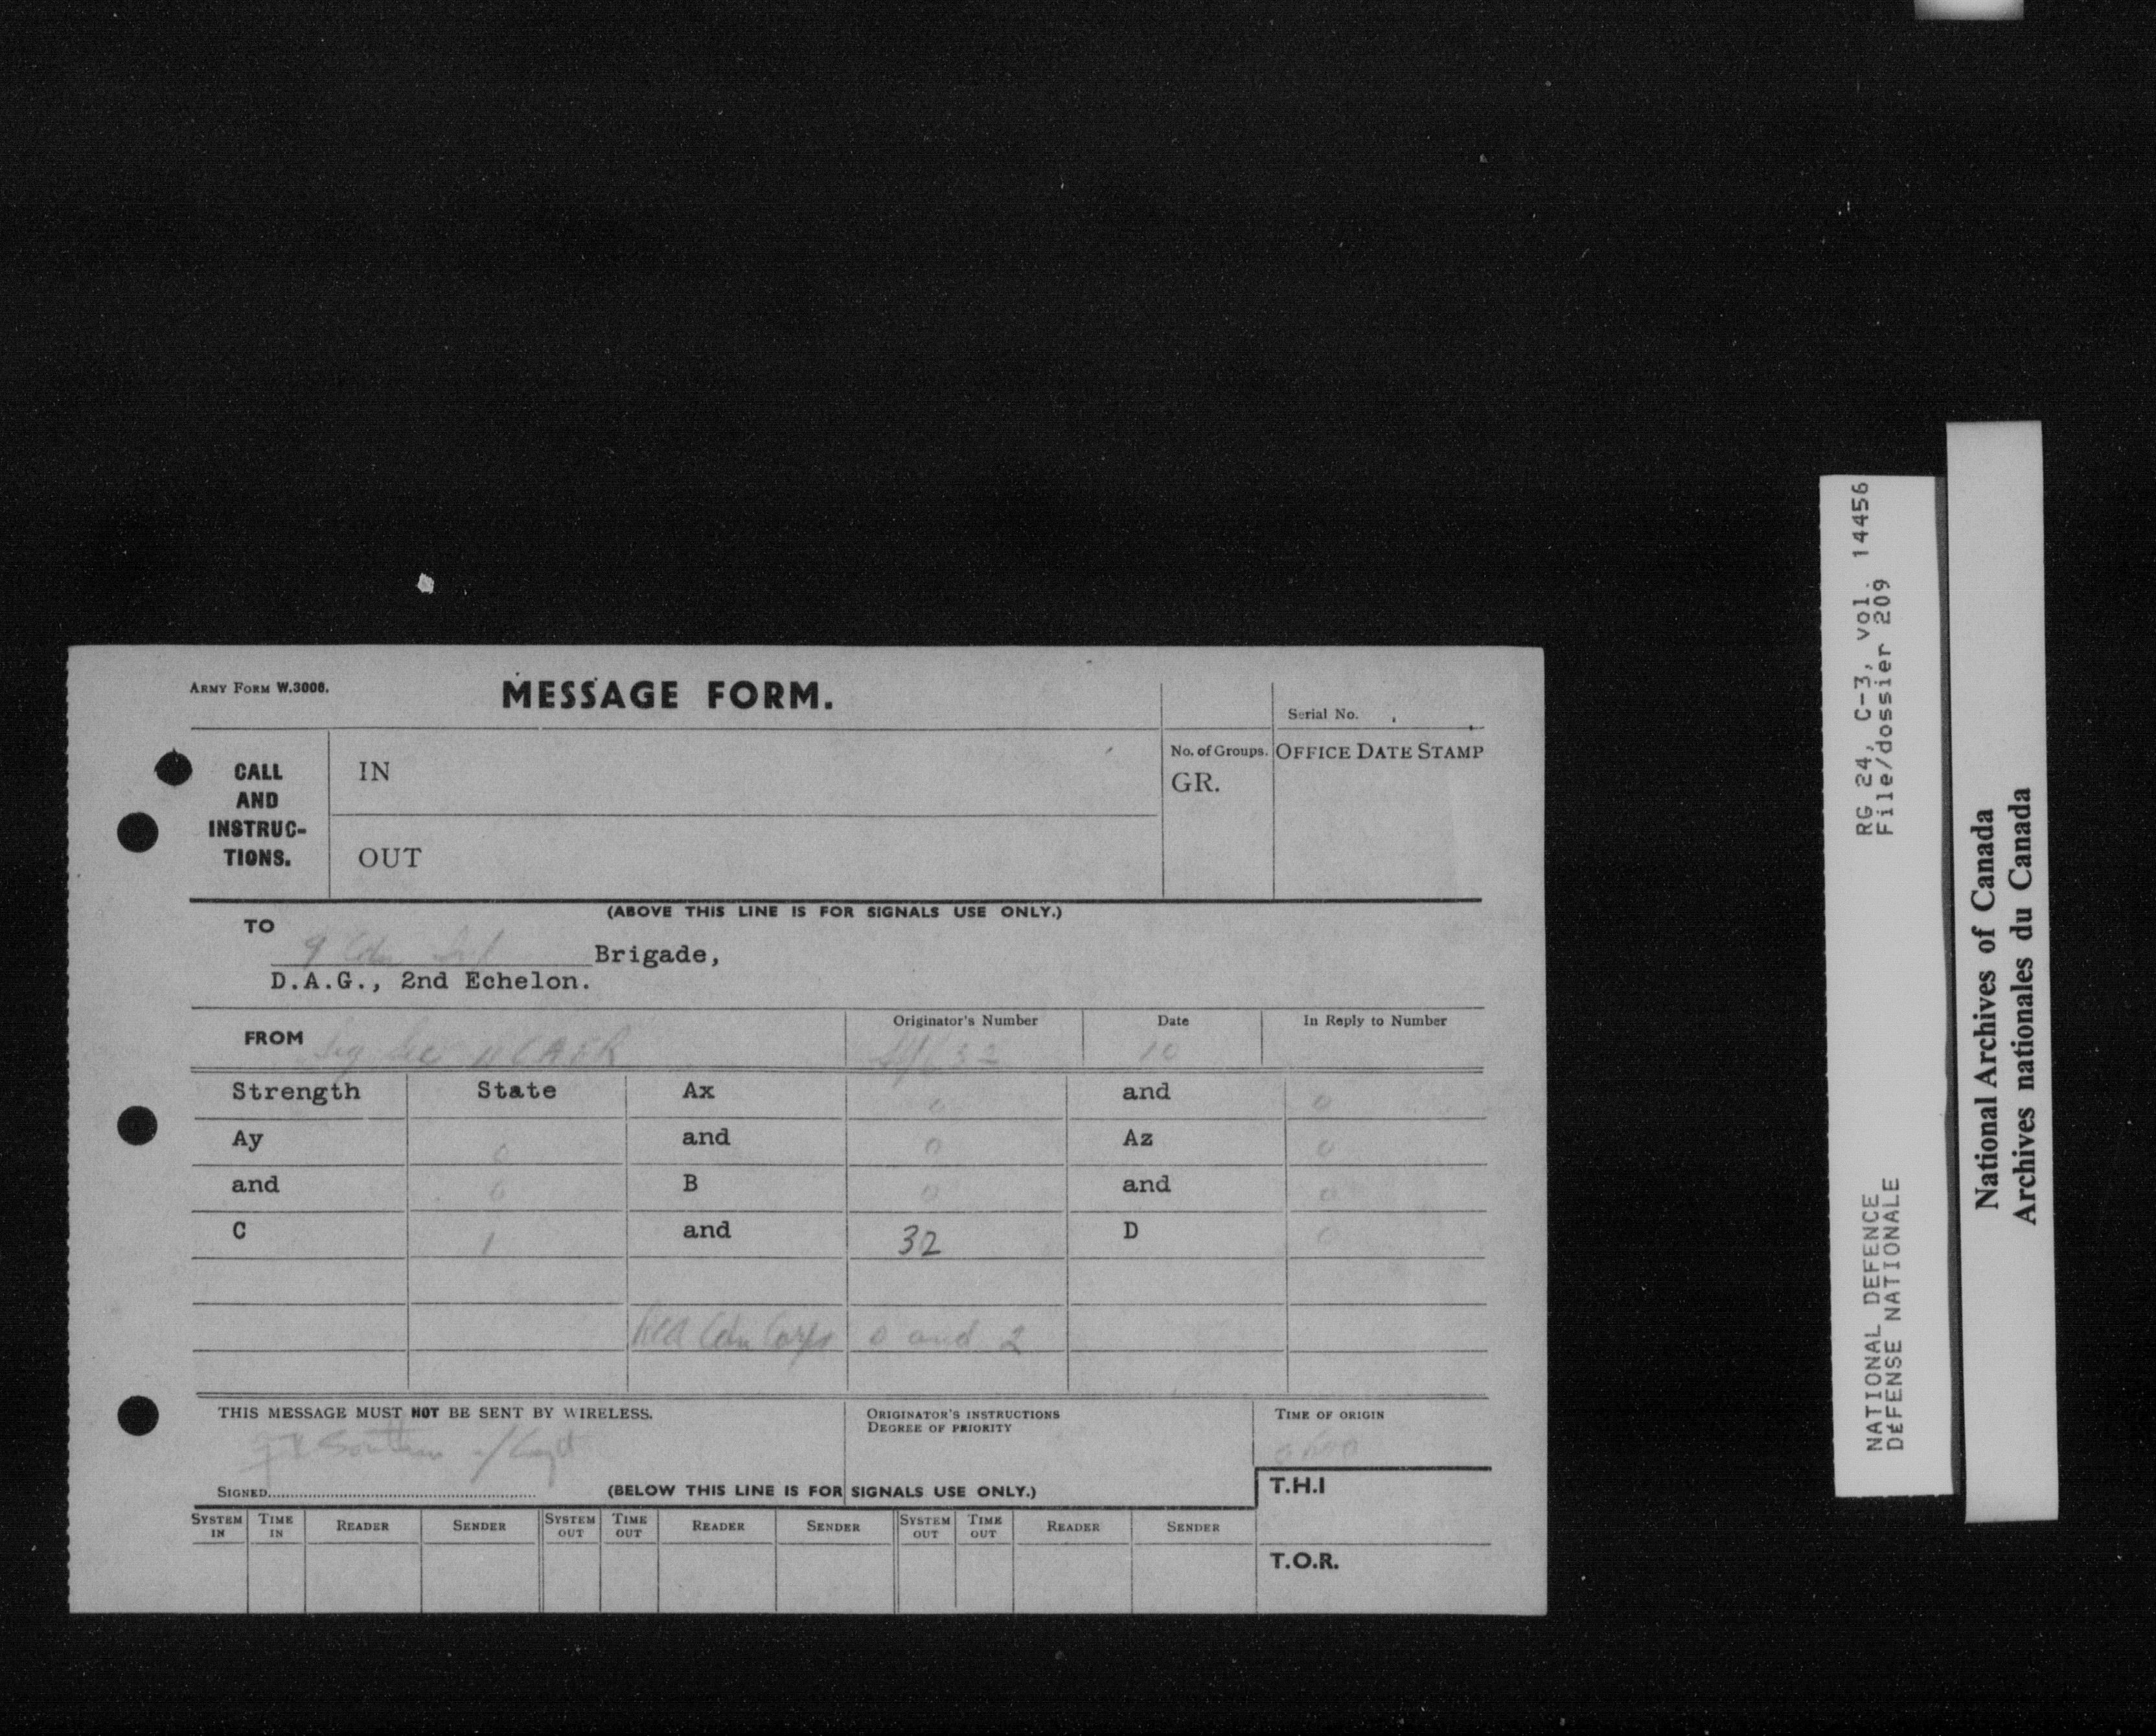 ARMY FORM W.3006.
MESSAGE FORM.
Serial No.
CALL AND INSTRUC-TIONS.
IN
No. of Groups.
GR.
OFFICE DATE STAMP
OUT
(ABOVE THIS LINE IS FOR SIGNALS USE ONLY.)
TO
9 Cdn Inf Brigade,
D.A.G., 2nd Echelon.
FROM
Originator's Number
Date
10
In Reply to Number
Strength State Ax 0 and 0
Ay 0 and 0 Az 0
and 0 B 0 and 0
C 1 and 32 D 0
Cdn Corps 0 and 2
THIS MESSAGE MUST NOT BE SENT BY WIRELESS.
ORIGINATOR'S INSTRUCTIONS
DEGREE OF PRIORITY
TIME OF ORIGIN
SIGNED
(BELOW THIS LINE IS FOR SIGNALS USE ONLY.)
T.H.I
SYSTEM IN TIME IN READER SENDER SYSTEM OUT TIME OUT READER SENDER SYSTEM OUT TIME OUT READER SENDER
T.O.R.
NATIONAL DEFENCE RG 24, C-3, vol. 14456
DÉFENSE NATIONALE File/dossier 209
National Archives of Canada
Archives nationales du Canada